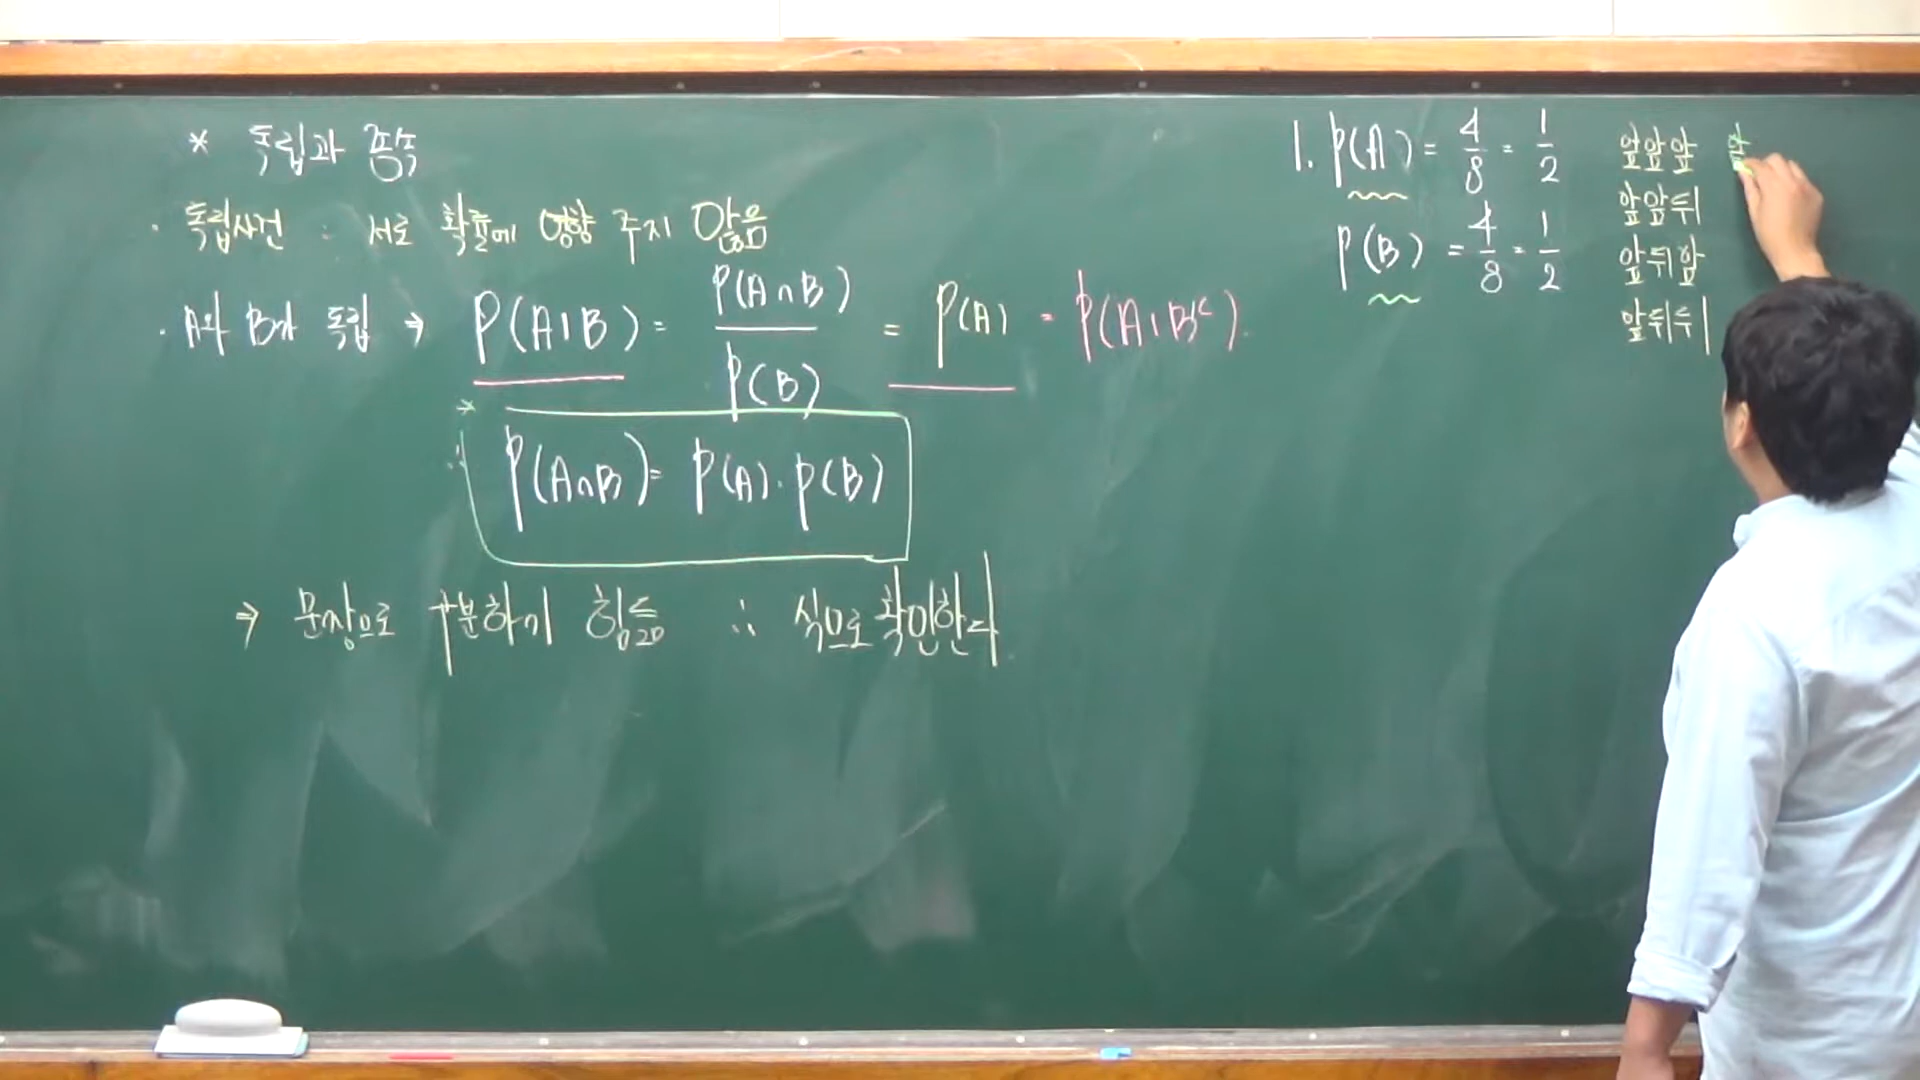 * 독립과 종속
· 독립사건 : 서로 확률에 영향 주지 않음
· A와 B가 독립 ⇒ P(A|B) = P(A∩B)/P(B) = P(A) = P(A|Bᶜ).
* ∴ P(A∩B) = P(A)·P(B)
⇒ 문장으로 구분하기 힘듦 ∴ 식으로 확인한다.
1. P(A) = 4/8 = 1/2
P(B) = 4/8 = 1/2
앞앞앞
앞앞뒤
앞뒤앞
앞뒤뒤
앞